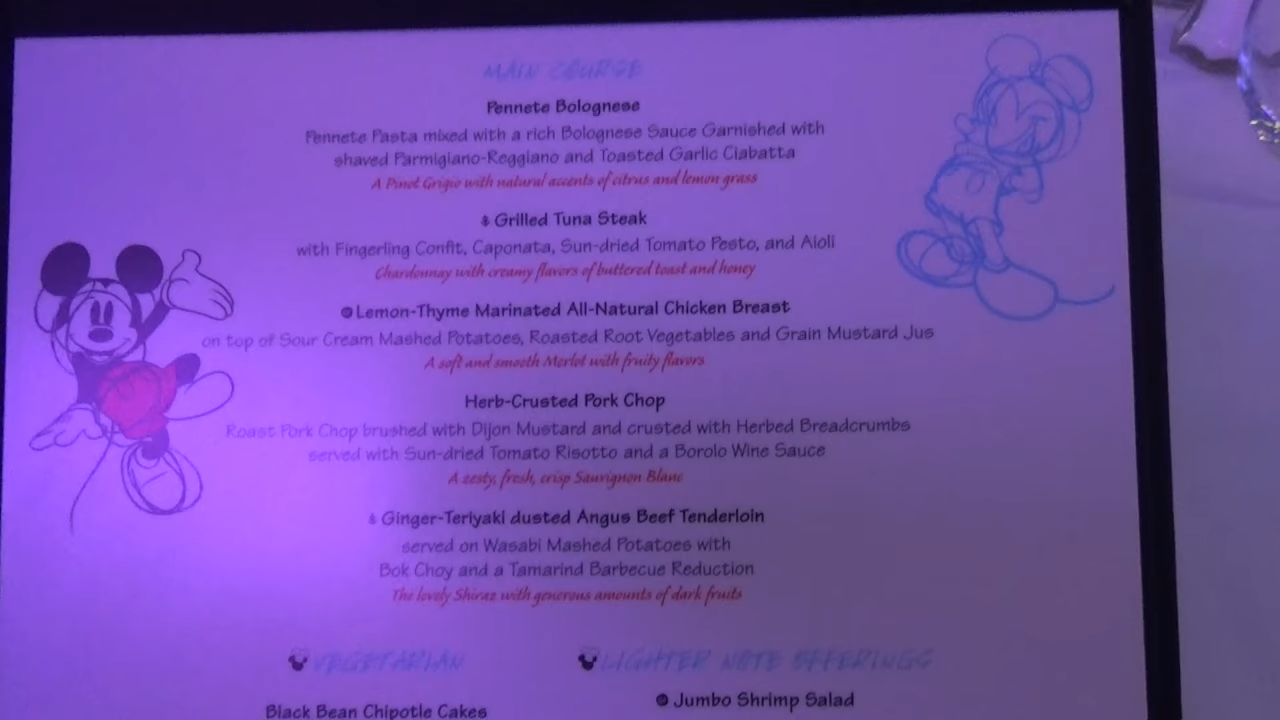 MAIN COURSE
Pennete Bolognese
Pennete Pasta mixed with a rich Bolognese Sauce Garnished with
shaved Parmigiano-Reggiano and Toasted Garlic Ciabatta
A Pinot Grigio with natural accents of citrus and lemon grass
Grilled Tuna Steak
with Fingerling Confit, Caponata, Sun-dried Tomato Pesto, and Aioli
Chardonnay with creamy flavors of buttered toast and honey
Lemon-Thyme Marinated All-Natural Chicken Breast
on top of Sour Cream Mashed Potatoes, Roasted Root Vegetables and Grain Mustard Jus
A soft and smooth Merlot with fruity flavors
Herb-Crusted Pork Chop
Roast Pork Chop brushed with Dijon Mustard and crusted with Herbed Breadcrumbs
served with Sun-dried Tomato Risotto and a Borolo Wine Sauce
A zesty, fresh, crisp Sauvignon Blanc
Ginger-Teriyaki dusted Angus Beef Tenderloin
served on Wasabi Mashed Potatoes with
Bok Choy and a Tamarind Barbecue Reduction
The lovely Shiraz with generous amounts of dark fruits
VEGETARIAN
Black Bean Chipotle Cakes
LIGHTER NOTE OFFERINGS
Jumbo Shrimp Salad